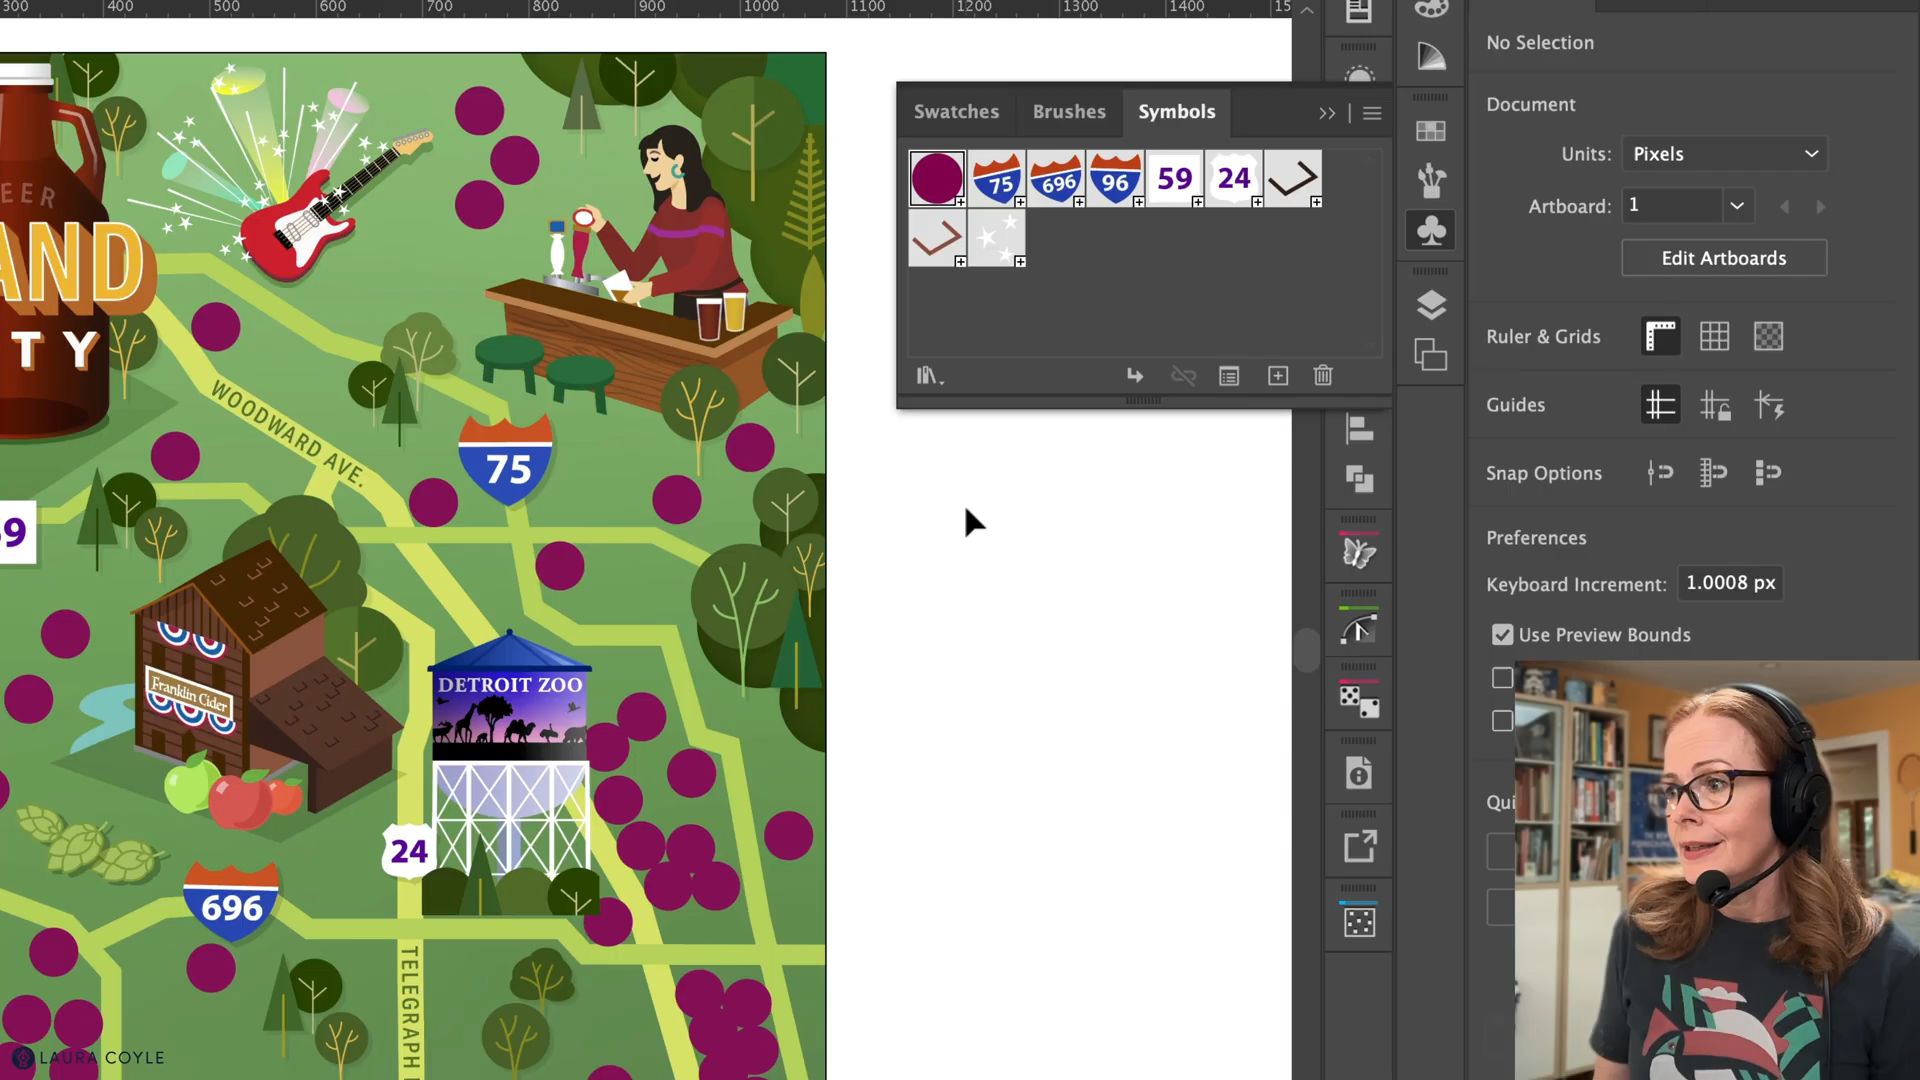 300 400 500 600 700 800 900 1000 1100 1200 1300 1400 15
No Selection
Document
Units: Pixels
Artboard: 1
Edit Artboards
Ruler & Grids
Guides
Snap Options
Preferences
Keyboard Increment: 1.0008 px
Use Preview Bounds
Qui
Swatches Brushes Symbols
75 696 96 59 24
EER
AND
TY
WOODWARD AVE.
75
59
Franklin Cider
DETROIT ZOO
24
696
TELEGRAPH
LAURA COYLE